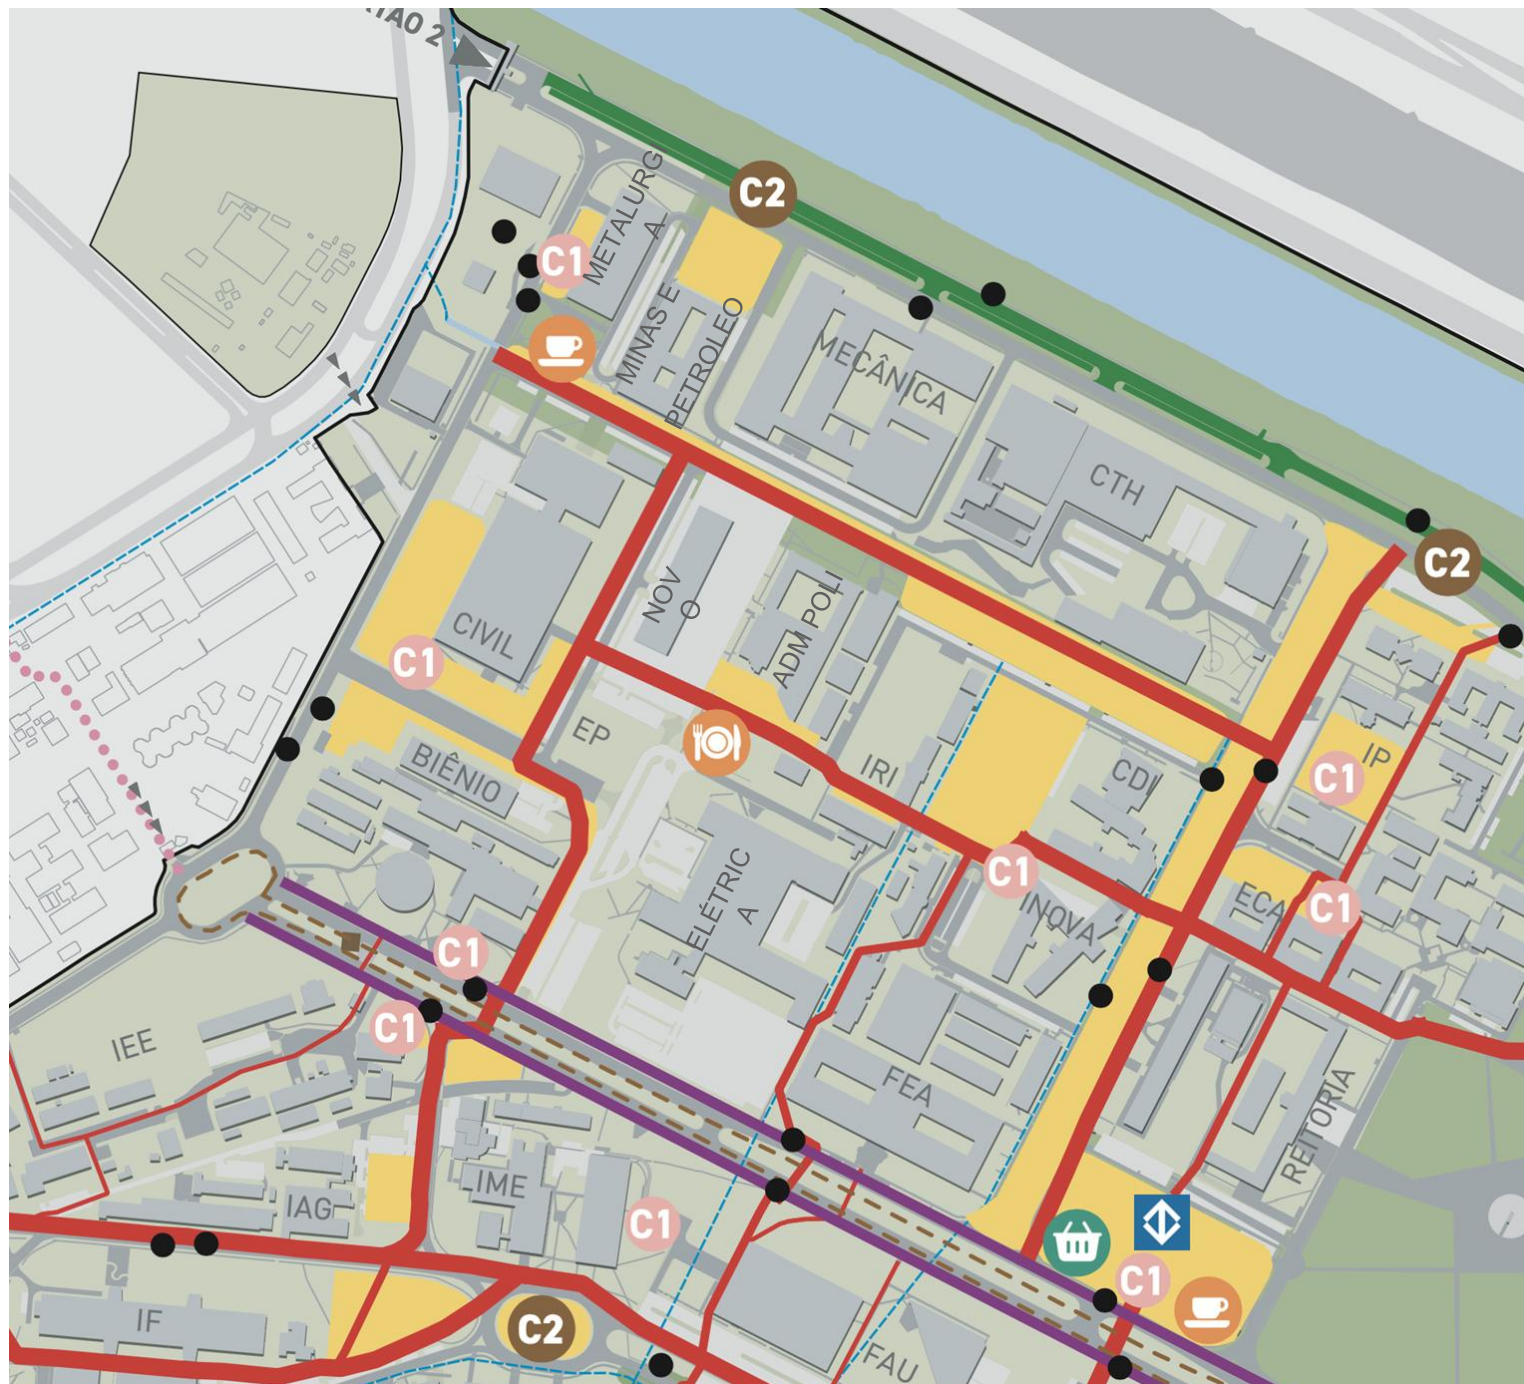 TÃO 2
C2
METALURG
A
C1
MINAS E
PETROLEO
MECÂNICA
CTH
C2
NOV
O
ADM POLI
CIVIL
C1
EP
BIÊNIO
IRI
CDI
IP
C1
C1
INOVA
ECA
C1
ELÉTRIC
A
C1
C1
IEE
FEA
REITORIA
IME
IAG
C1
C1
IF
C2
FAU